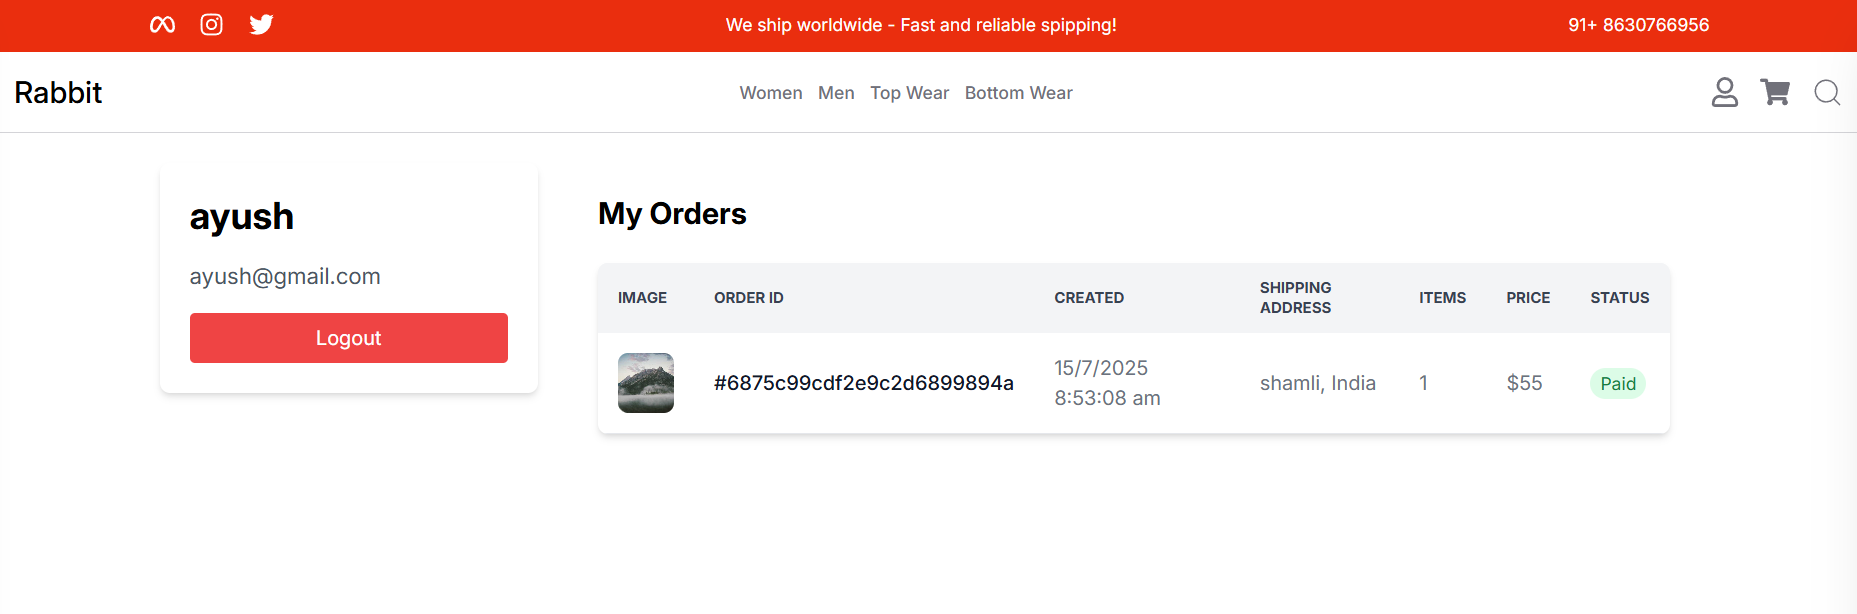 We ship worldwide - Fast and reliable spipping!
91+ 8630766956
Rabbit
Women Men Top Wear Bottom Wear
ayush
ayush@gmail.com
Logout
My Orders
IMAGE ORDER ID CREATED SHIPPING ADDRESS ITEMS PRICE STATUS
#6875c99cdf2e9c2d6899894a 15/7/2025 8:53:08 am shamli, India 1 $55 Paid